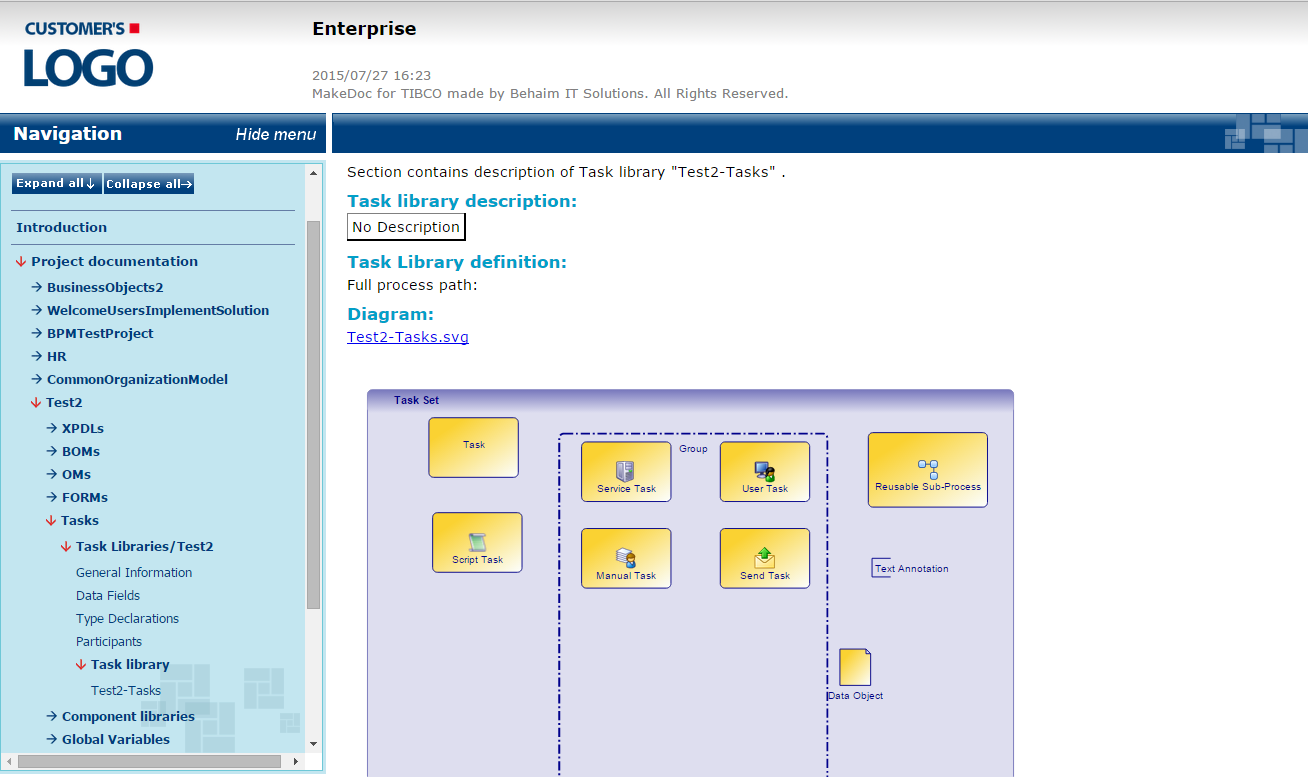 CUSTOMER'S
LOGO
Enterprise
2015/07/27 16:23
MakeDoc for TIBCO made by Behaim IT Solutions. All Rights Reserved.
Navigation
Hide menu
Expand all↓
Collapse all→
Introduction
↓ Project documentation
→ BusinessObjects2
→ WelcomeUsersImplementSolution
→ BPMTestProject
→ HR
→ CommonOrganizationModel
↓ Test2
→ XPDLs
→ BOMs
→ OMs
→ FORMs
↓ Tasks
↓ Task Libraries/Test2
General Information
Data Fields
Type Declarations
Participants
↓ Task library
Test2-Tasks
→ Component libraries
→ Global Variables
Section contains description of Task library "Test2-Tasks" .
Task library description:
No Description
Task Library definition:
Full process path:
Diagram:
Test2-Tasks.svg
Task Set
Task
Group
Service Task
User Task
Reusable Sub-Process
Script Task
Manual Task
Send Task
Text Annotation
Data Object